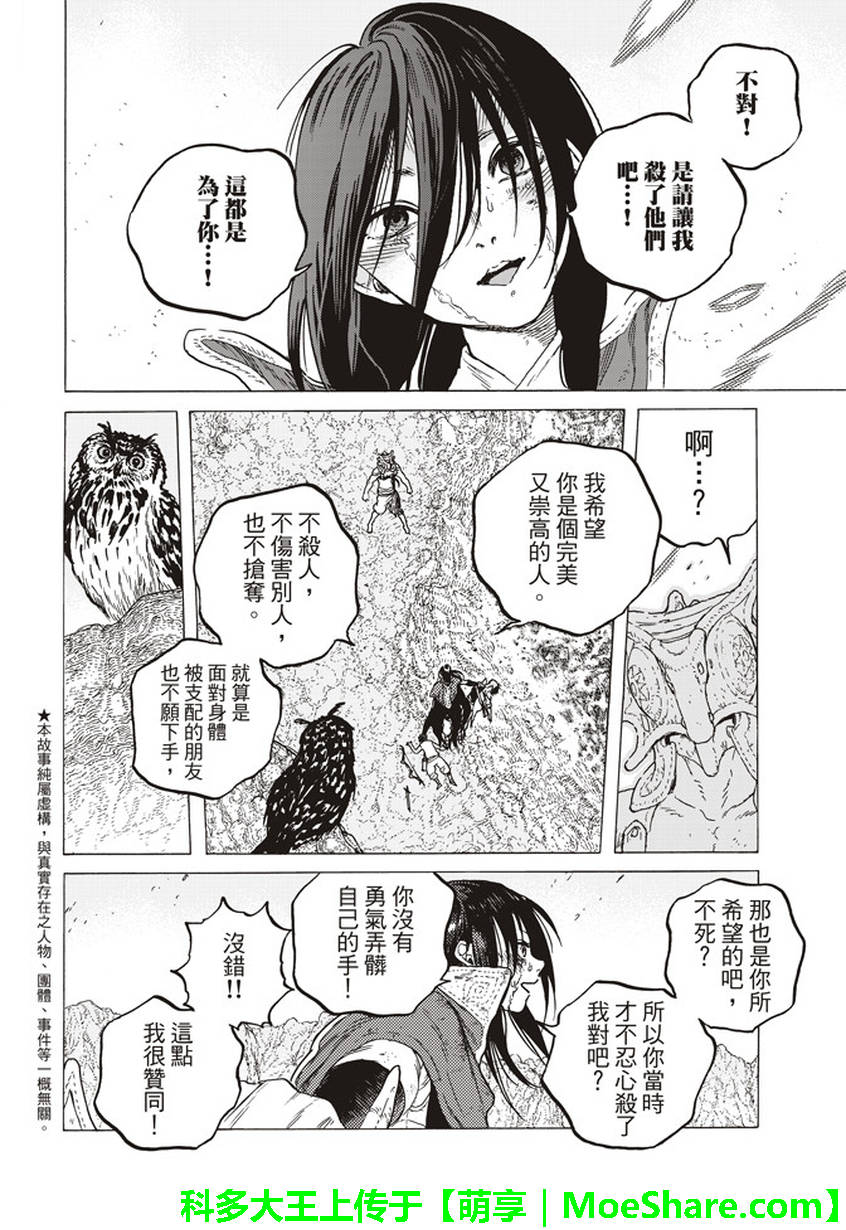 不對！
是請讓我
殺了他們
吧…！
這都是
為了你…！
啊…？
我希望
你是個完美
又崇高的人。
不殺人，
不傷害別人，
也不搶奪。
就算是
面對身體
被支配的朋友
也不願下手，
那也是你所
希望的吧，
不死？
所以你當時
才不忍心殺了
我對吧？
你沒有
勇氣弄髒
自己的手！
沒錯!!
這點
我很贊同！
★本故事純屬虛構，與真實存在之人物、團體、事件等一概無關。
科多大王上传于【萌享｜MoeShare.com】